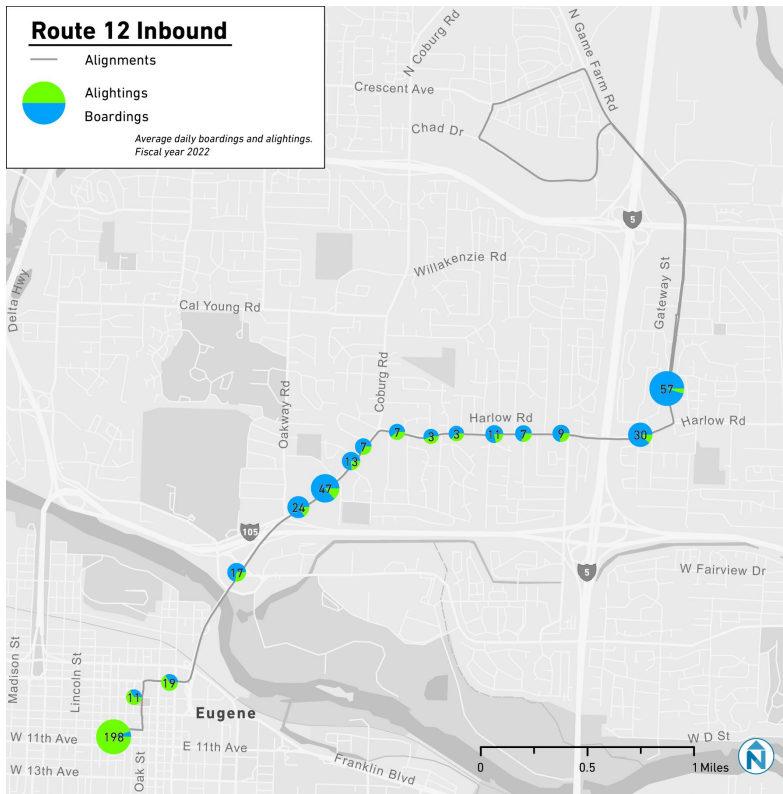 Route 12 Inbound
Alignments
Alightings
Boardings
Average daily boardings and alightings.
Fiscal year 2022
N Coburg Rd
N Game Farm Rd
Crescent Ave
Chad Dr
5
Gateway St
Willakenzie Rd
Delta Hwy
Cal Young Rd
Coburg Rd
Oakway Rd
57
Harlow Rd
Harlow Rd
7
3
3
11
7
9
30
7
13
47
24
105
17
5
W Fairview Dr
Madison St
Lincoln St
19
11
Eugene
198
W 11th Ave
E 11th Ave
W D St
Oak St
W 13th Ave
Franklin Blvd
0
0.5
1 Miles
N